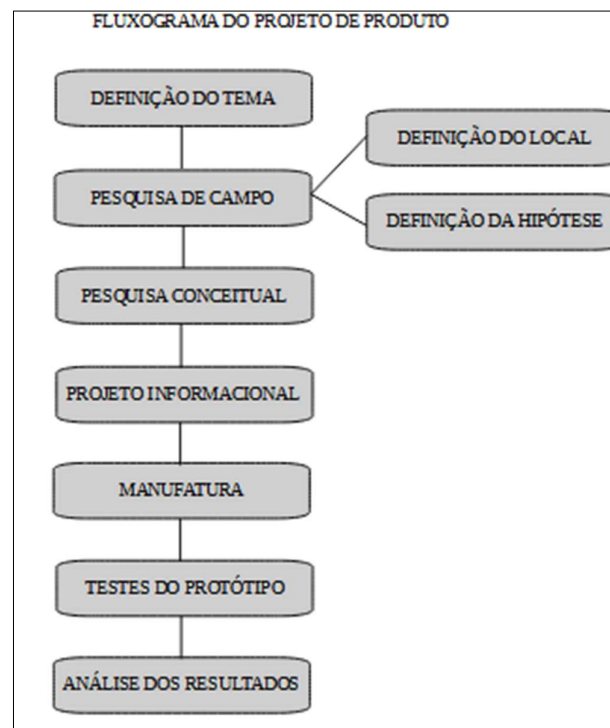 FLUXOGRAMA DO PROJETO DE PRODUTO
DEFINIÇÃO DO TEMA
DEFINIÇÃO DO LOCAL
PESQUISA DE CAMPO
DEFINIÇÃO DA HIPÓTESE
PESQUISA CONCEITUAL
PROJETO INFORMACIONAL
MANUFATURA
TESTES DO PROTÓTIPO
ANÁLISE DOS RESULTADOS